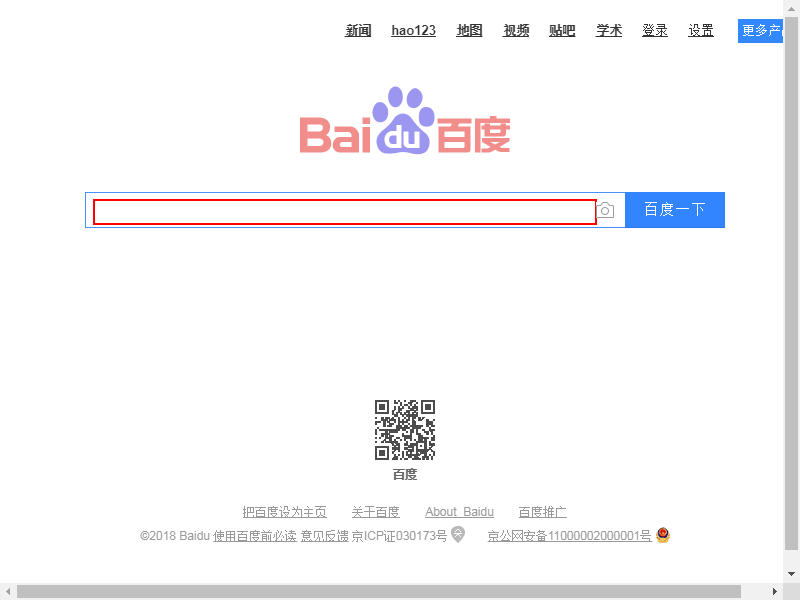 新闻 hao123 地图 视频 贴吧 学术 登录 设置 更多产
Bai du 百度
百度一下
百度
把百度设为主页 关于百度 About Baidu 百度推广
©2018 Baidu 使用百度前必读 意见反馈 京ICP证030173号 京公网安备11000002000001号